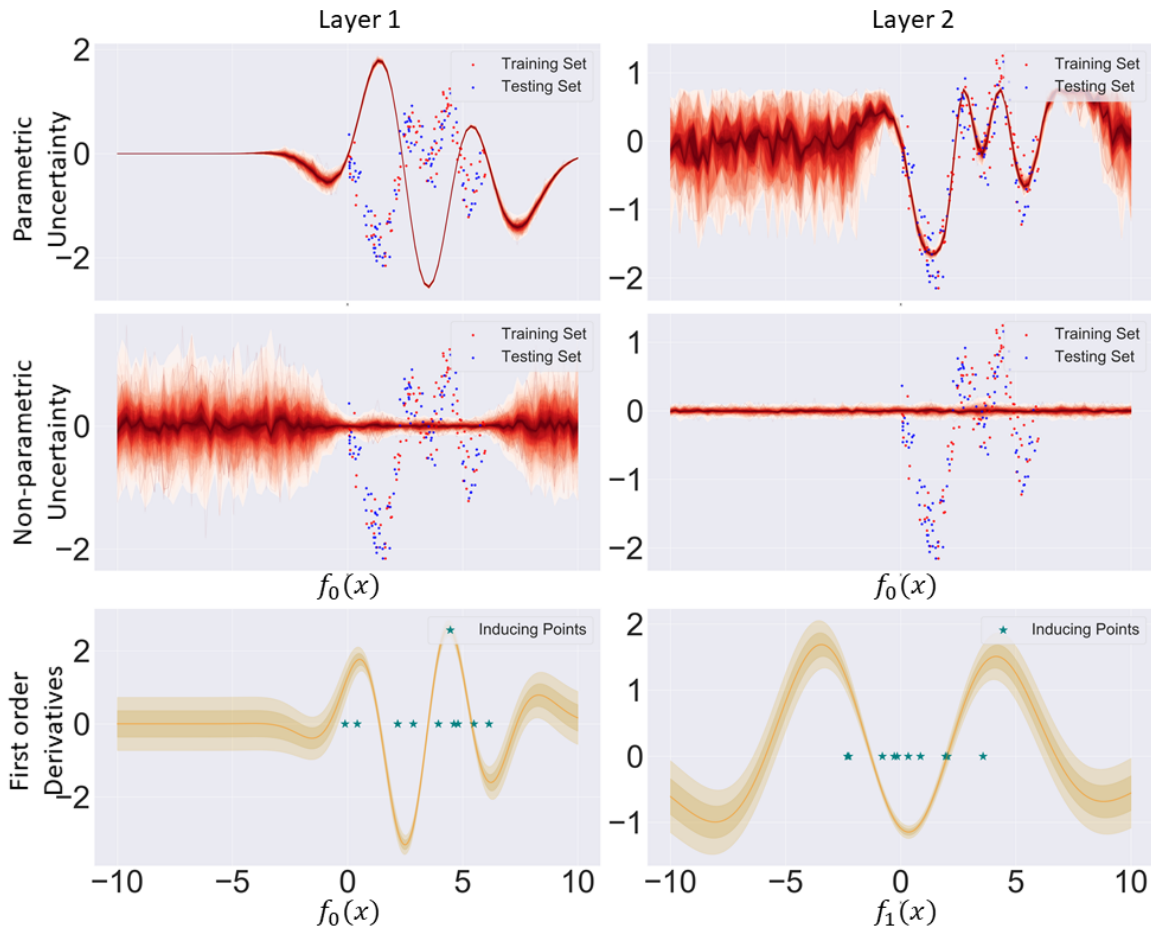 Layer 1
Layer 2
Parametric
Uncertainty
2
0
−2
Training Set
Testing Set
1
0
−1
−2
Training Set
Testing Set
Non-parametric
Uncertainty
0
−2
Training Set
Testing Set
f₀(x)
1
0
−1
−2
Training Set
Testing Set
f₀(x)
First order
Derivatives
2
0
−2
Inducing Points
−10 −5 0 5 10
f₀(x)
2
1
0
−1
Inducing Points
−10 −5 0 5 10
f₁(x)